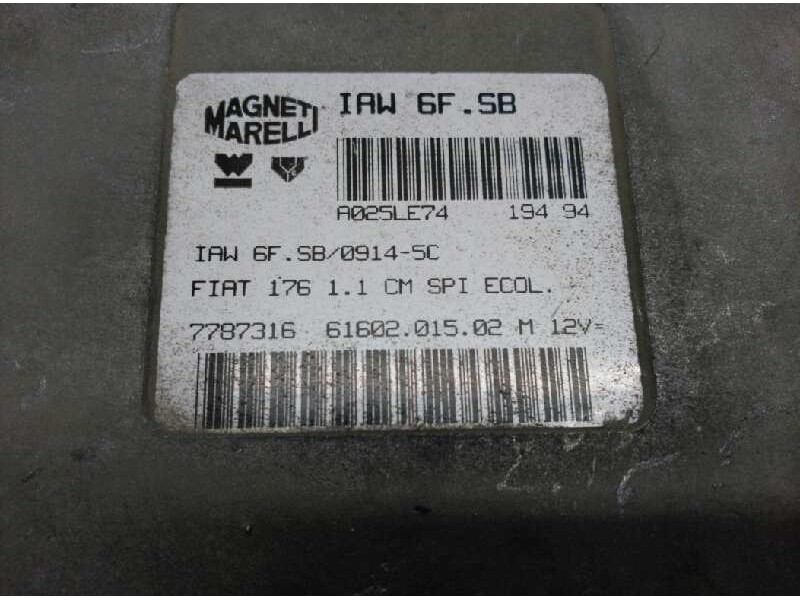 MAGNETI
MARELLI
IAW 6F.SB
A025LE74 194 94
IAW 6F.SB/0914-5C
FIAT 176 1.1 CM SPI ECOL.
7787316 61602.015.02 M 12V=